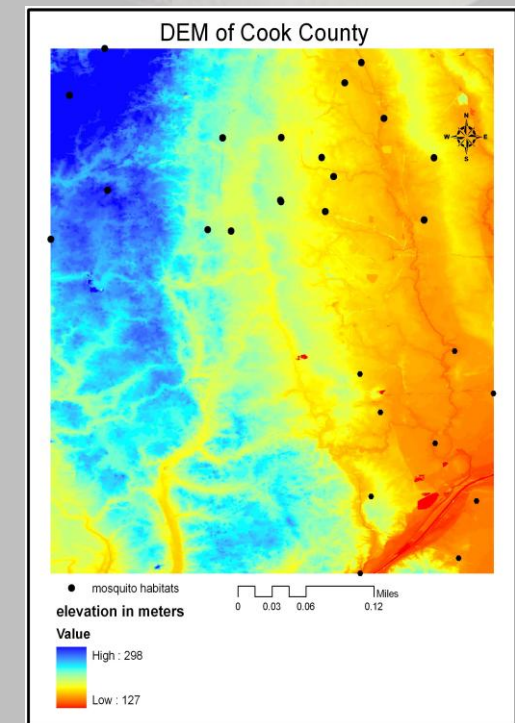 DEM of Cook County
N
W E
S
mosquito habitats
Miles
0 0.03 0.06 0.12
elevation in meters
Value
High : 298
Low : 127